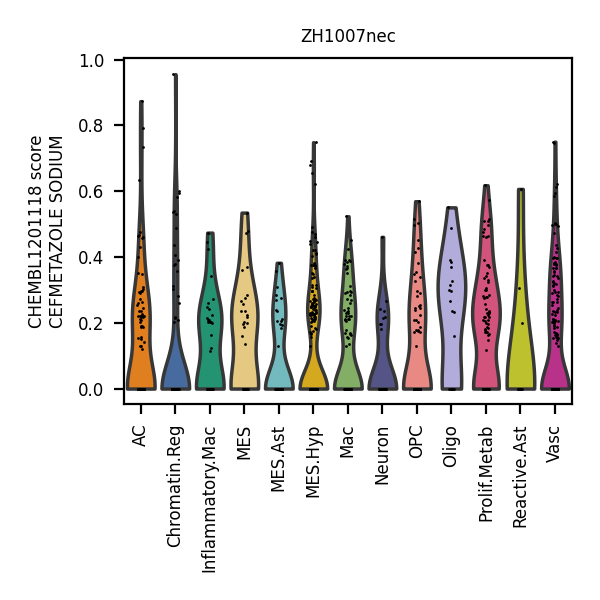 ZH1007nec
CHEMBL1201118 score
CEFMETAZOLE SODIUM
1.0
0.8
0.6
0.4
0.2
0.0
AC
Chromatin.Reg
Inflammatory.Mac
MES
MES.Ast
MES.Hyp
Mac
Neuron
OPC
Oligo
Prolif.Metab
Reactive.Ast
Vasc